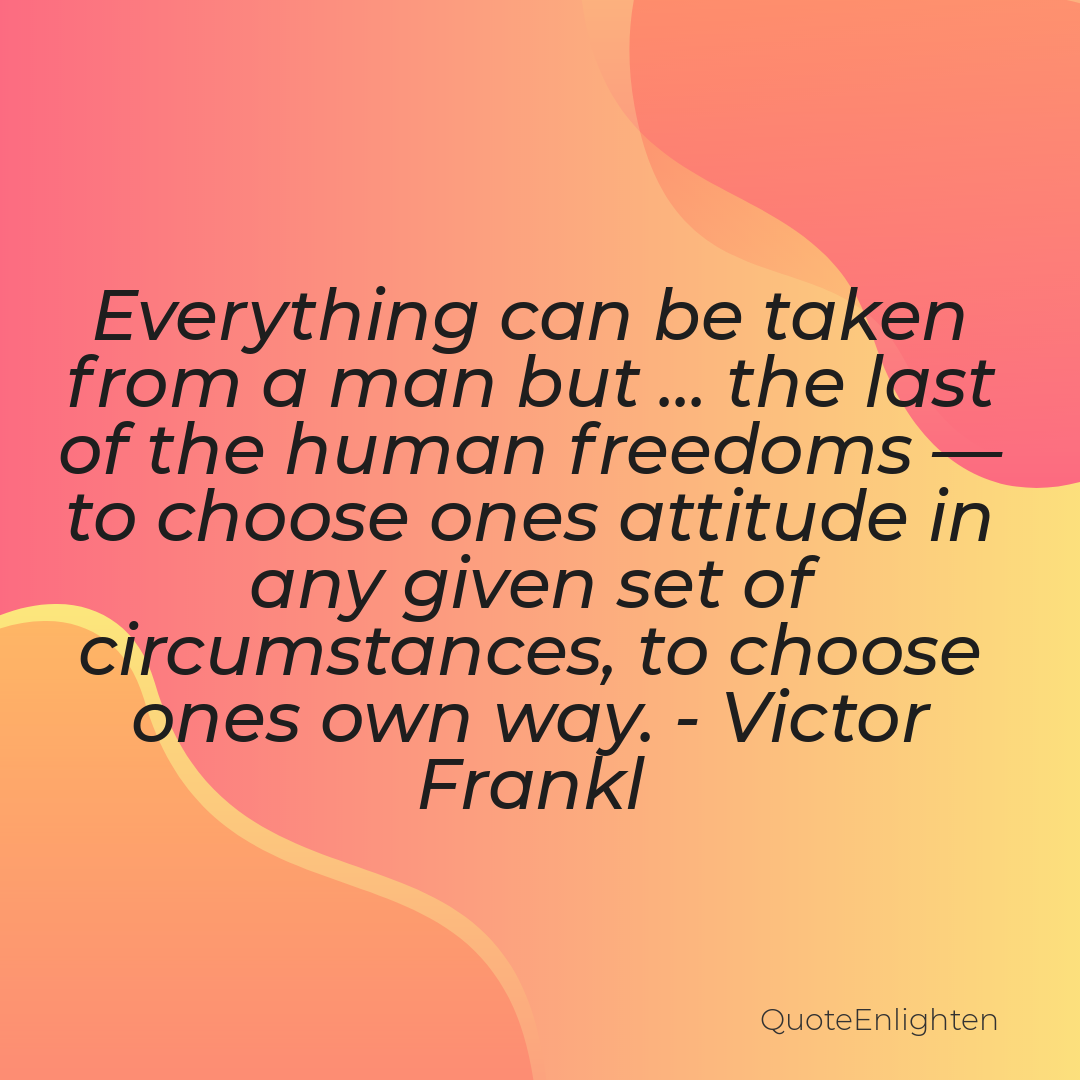 Everything can be taken
from a man but ... the last
of the human freedoms —
to choose ones attitude in
any given set of
circumstances, to choose
ones own way. - Victor
Frankl
QuoteEnlighten